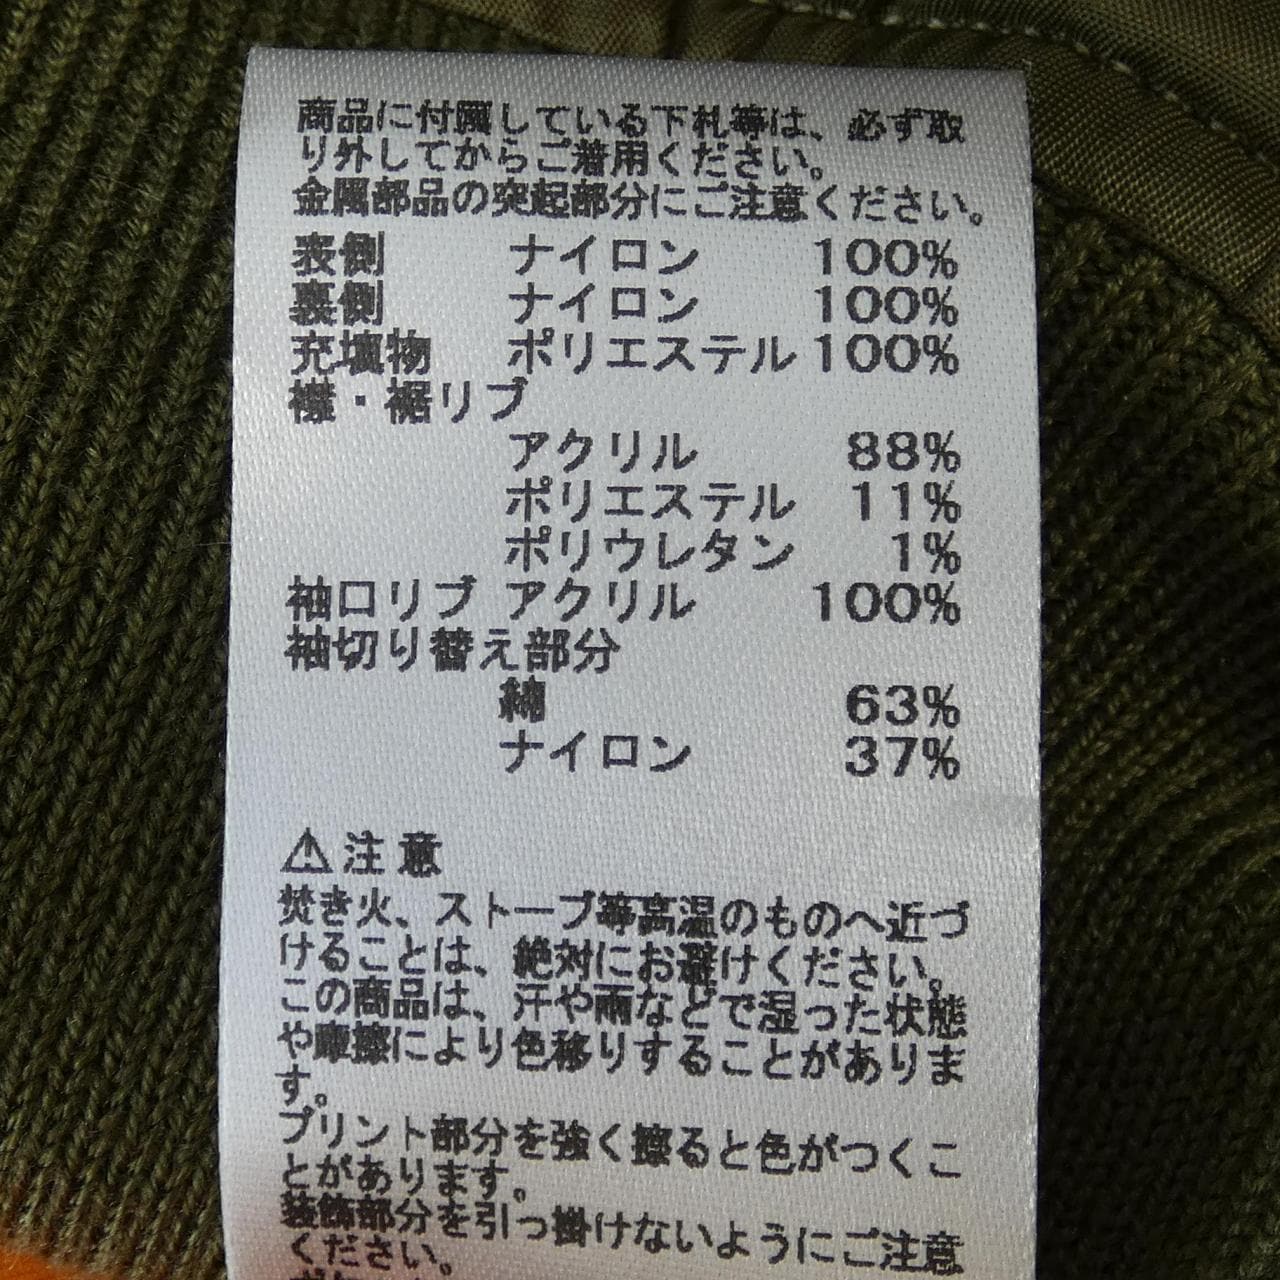 商品に付属している下札等は、必ず取
り外してからご着用ください。
金属部品の突起部分にご注意ください。
表側 ナイロン 100%
裏側 ナイロン 100%
充填物 ポリエステル 100%
襟・裾リブ
アクリル 88%
ポリエステル 11%
ポリウレタン 1%
袖口リブ アクリル 100%
袖切り替え部分
綿 63%
ナイロン 37%
⚠注意
焚き火、ストーブ等高温のものへ近づ
けることは、絶対にお避けください。
この商品は、汗や雨などで湿った状態
や摩擦により色移りすることがありま
す。
プリント部分を強く擦ると色がつくこ
とがあります。
装飾部分を引っ掛けないようにご注意
ください。